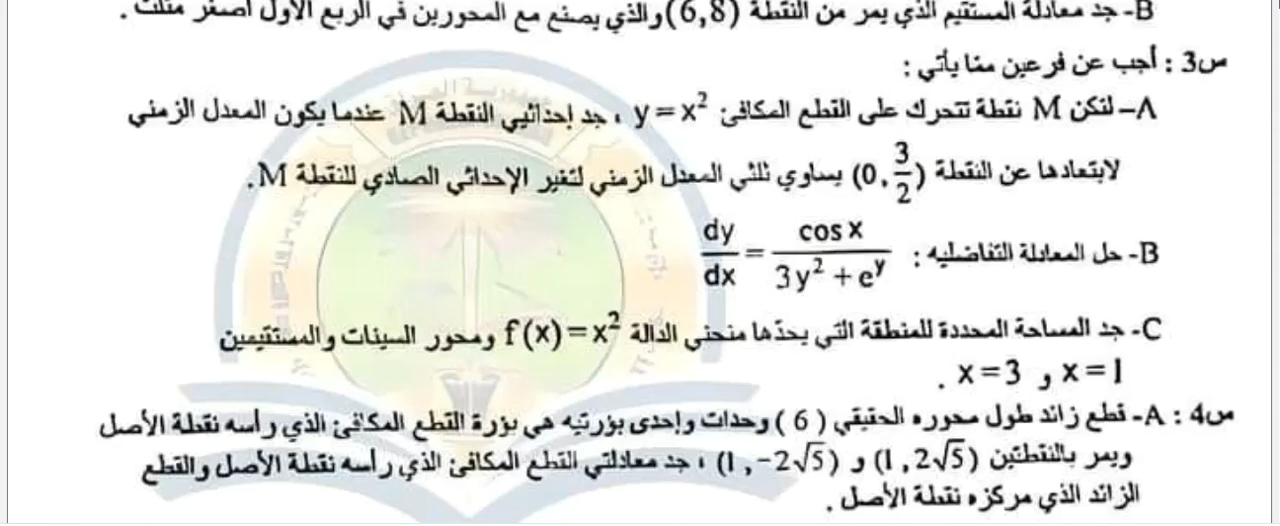 B- جد معادلة المستقيم الذي يمر من النقطة (6,8) والذي يصنع مع المحورين في الربع الأول أصغر مثلث .
س3 : أجب عن فرعين مما يأتي :
A- لتكن M نقطة تتحرك على القطع المكافئ y = x² ، جد إحداثيي النقطة M عندما يكون المعدل الزمني
لابتعادها عن النقطة (0, 3/2) يساوي ثلثي المعدل الزمني لتغير الإحداثي الصادي للنقطة M .
B- حل المعادلة التفاضليه : dy/dx = cos x / (3y² + e^y)
C- جد المساحة المحددة للمنطقة التي يحدها منحني الدالة f(x) = x² ومحور السينات والمستقيمين
x = 1 و x = 3 .
س4 : A- قطع زائد طول محوره الحقيقي ( 6 ) وحدات وإحدى بؤرتيه هي بؤرة القطع المكافئ الذي رأسه نقطة الأصل
ويمر بالنقطتين (1 , 2√5) و (1 , -2√5) ، جد معادلتي القطع المكافئ الذي رأسه نقطة الأصل والقطع
الزائد الذي مركزه نقطة الأصل .